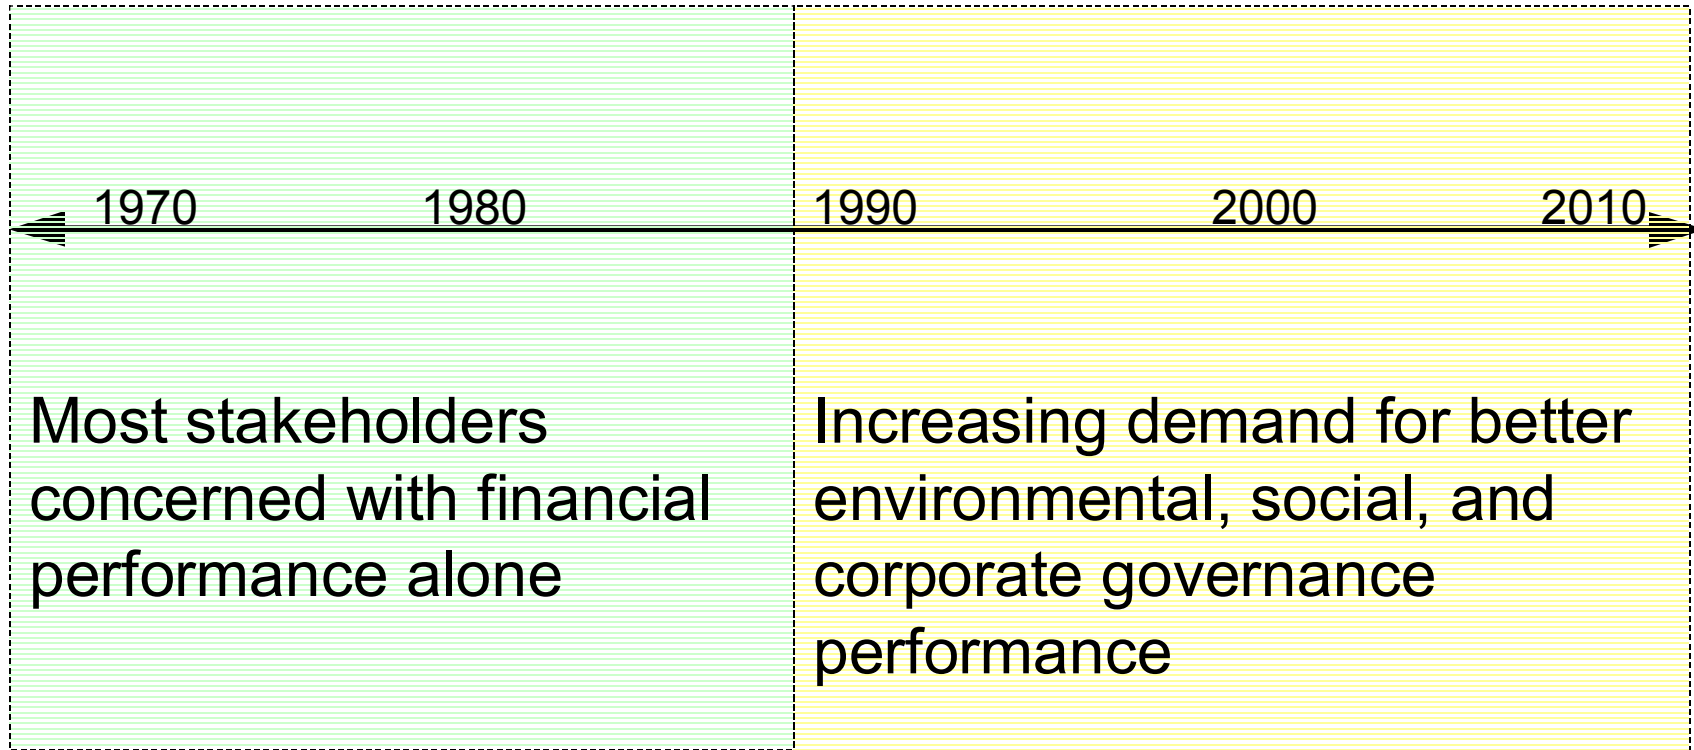 1970 1980 1990 2000 2010
Most stakeholders
concerned with financial
performance alone
Increasing demand for better
environmental, social, and
corporate governance
performance